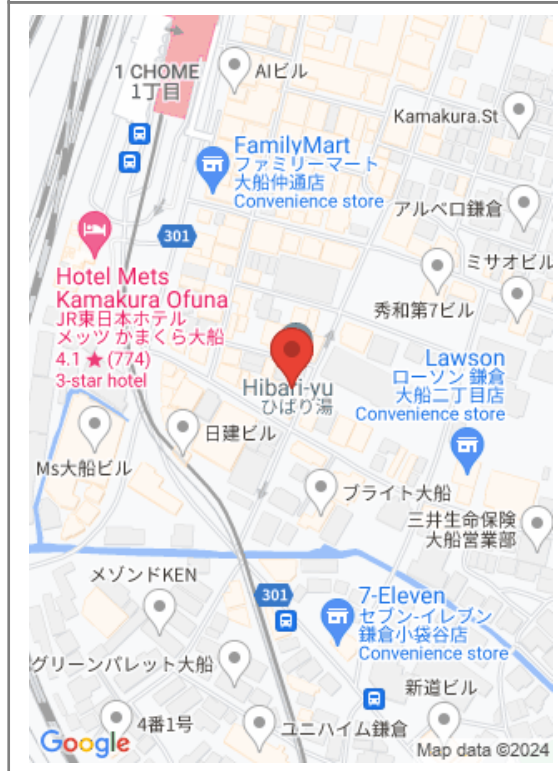 1 CHOME
1丁目
AIビル
Kamakura.St
FamilyMart
ファミリーマート
大船仲通店
Convenience store
アルベロ鎌倉
301
ミサオビル
Hotel Mets
Kamakura Ofuna
JR東日本ホテル
メッツ かまくら大船
4.1 ★ (774)
3-star hotel
秀和第7ビル
Lawson
ローソン 鎌倉
大船二丁目店
Convenience store
Hibari-yu
ひばり湯
日建ビル
Ms大船ビル
ブライト大船
三井生命保険
大船営業部
メゾンドKEN
301
7-Eleven
セブン-イレブン
鎌倉小袋谷店
Convenience store
グリーンパレット大船
新道ビル
4番1号
ユニハイム鎌倉
Google
Map data ©2024